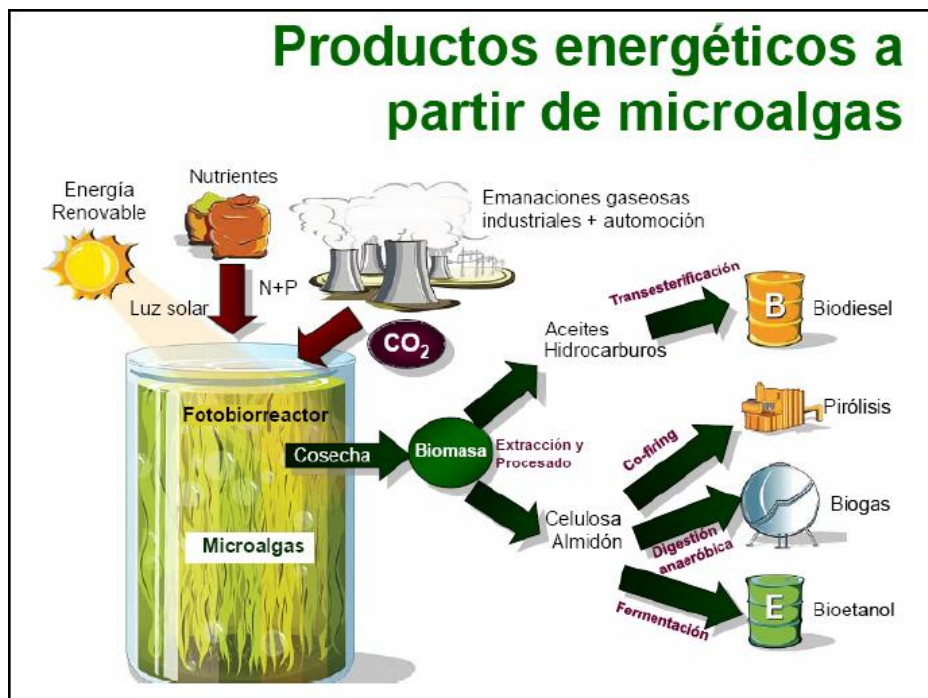 Productos energéticos a
partir de microalgas
Energía
Renovable
Nutrientes
Emanaciones gaseosas
industriales + automoción
Luz solar
N+P
CO2
Fotobiorreactor
Microalgas
Cosecha
Biomasa
Extracción y
Procesado
Aceites
Hidrocarburos
Transesterificación
B
Biodiesel
Celulosa
Almidón
Co-firing
Pirólisis
Digestión
anaeróbica
Biogas
Fermentación
E
Bioetanol